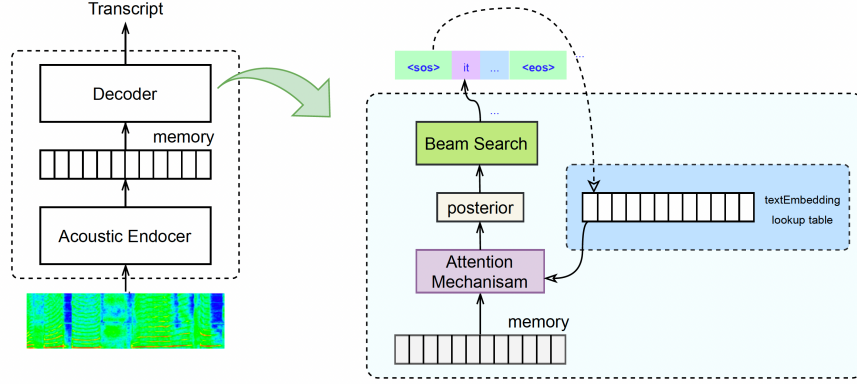 Transcript
Decoder
memory
Acoustic Endocer
<sos> it ... <eos> ...
...
Beam Search
posterior
textEmbedding
lookup table
Attention
Mechanisam
memory